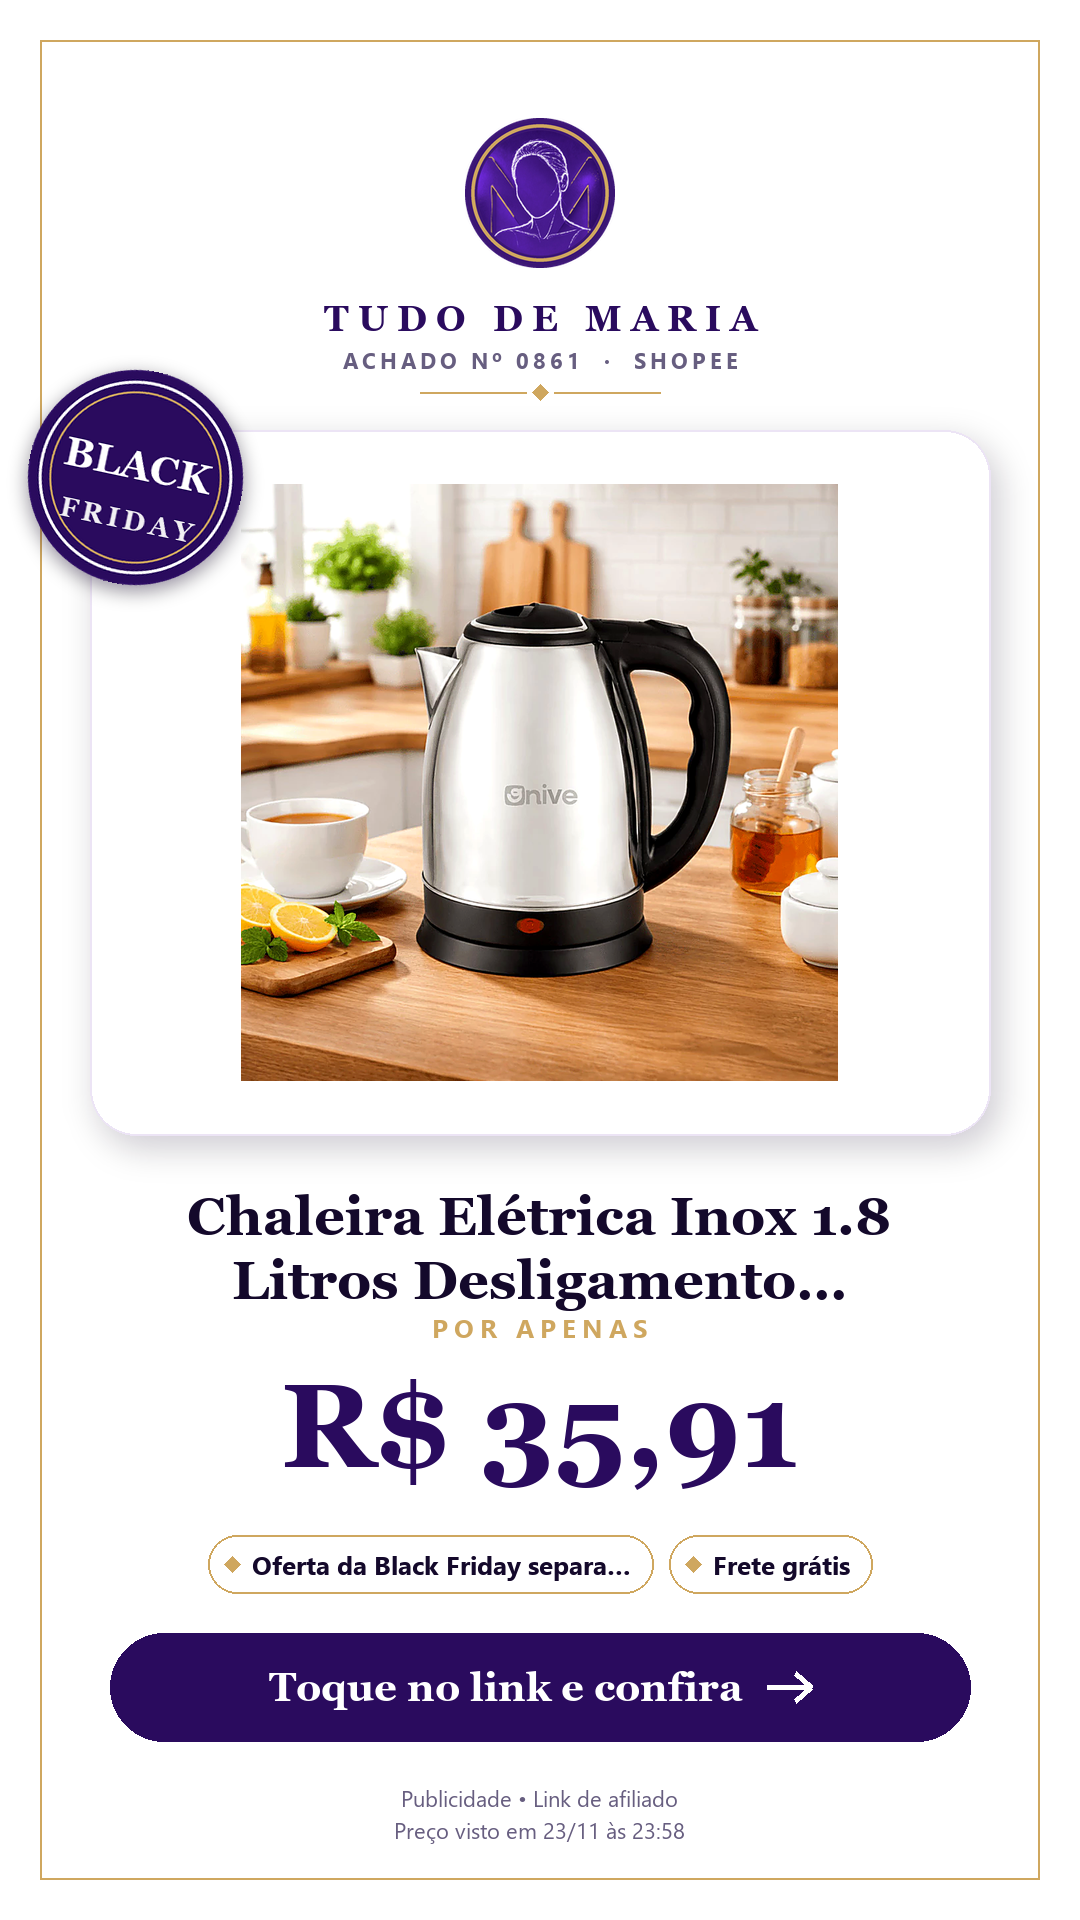 TUDO DE MARIA
ACHADO Nº 0861 · SHOPEE
BLACK
FRIDAY
nive
Chaleira Elétrica Inox 1.8
Litros Desligamento...
POR APENAS
R$ 35,91
Oferta da Black Friday separa...
Frete grátis
Toque no link e confira →
Publicidade • Link de afiliado
Preço visto em 23/11 às 23:58